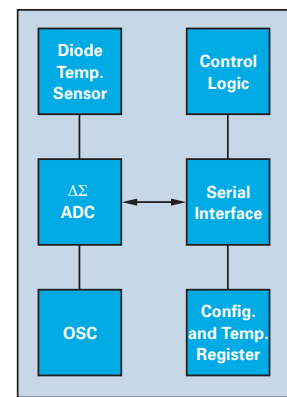 Diode
Temp.
Sensor
Control
Logic
ΔΣ
ADC
Serial
Interface
OSC
Config.
and Temp.
Register